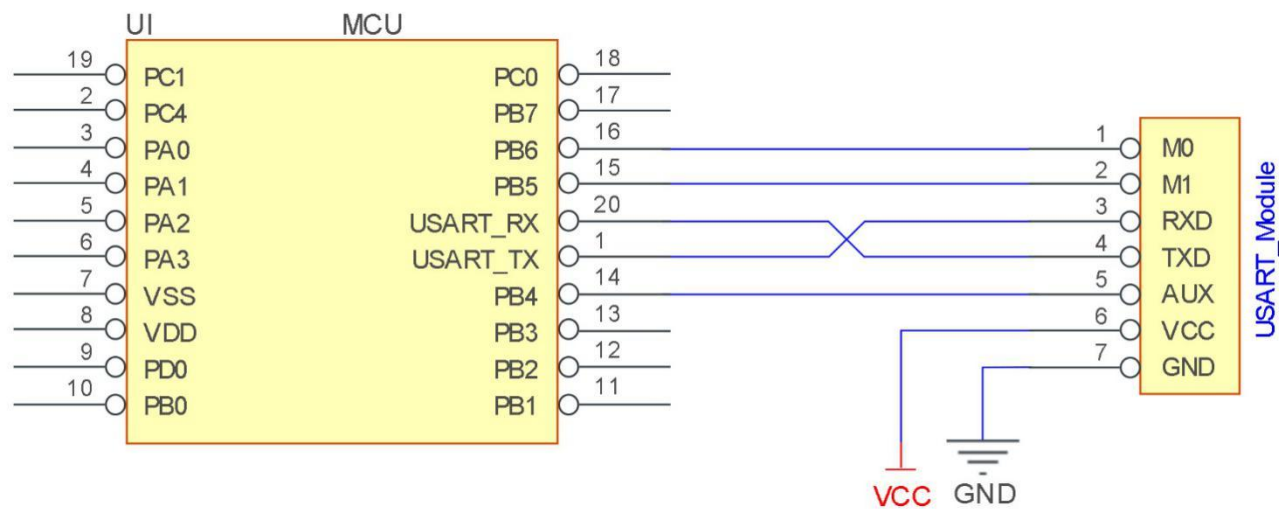 UI MCU
19 PC1 PC0 18
2 PC4 PB7 17
3 PA0 PB6 16 1 M0
4 PA1 PB5 15 2 M1
5 PA2 USART_RX 20 3 RXD
6 PA3 USART_TX 1 4 TXD
7 VSS PB4 14 5 AUX
8 VDD PB3 13 6 VCC
9 PD0 PB2 12 7 GND
10 PB0 PB1 11
USART_Module
VCC GND